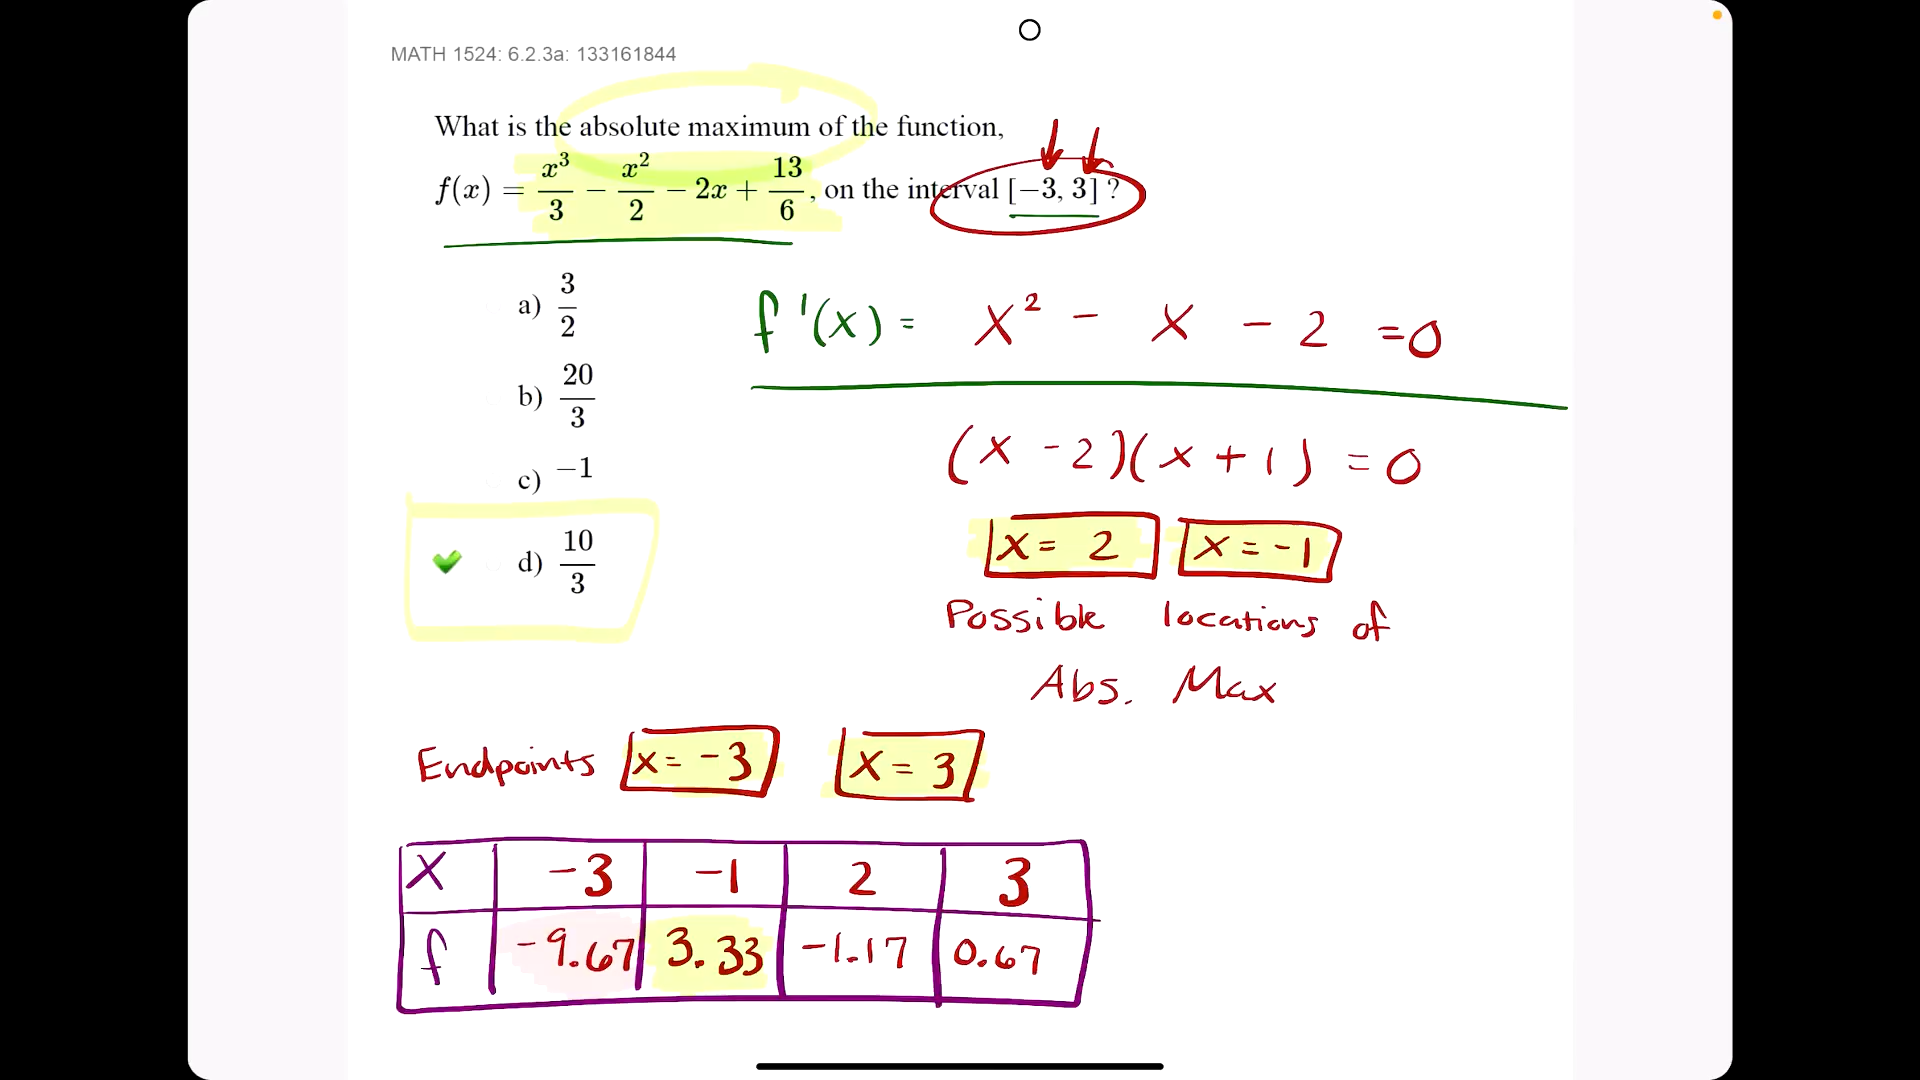 MATH 1524: 6.2.3a: 133161844
What is the absolute maximum of the function,
f(x) = x³/3 − x²/2 − 2x + 13/6, on the interval [−3, 3] ?
a) 3/2
b) 20/3
c) −1
d) 10/3
f'(x) = x² - x - 2 = 0
(x - 2)(x + 1) = 0
x = 2 x = -1
Possible locations of
Abs. Max
Endpoints x = -3 x = 3
x -3 -1 2 3
f -9.67 3.33 -1.17 0.67